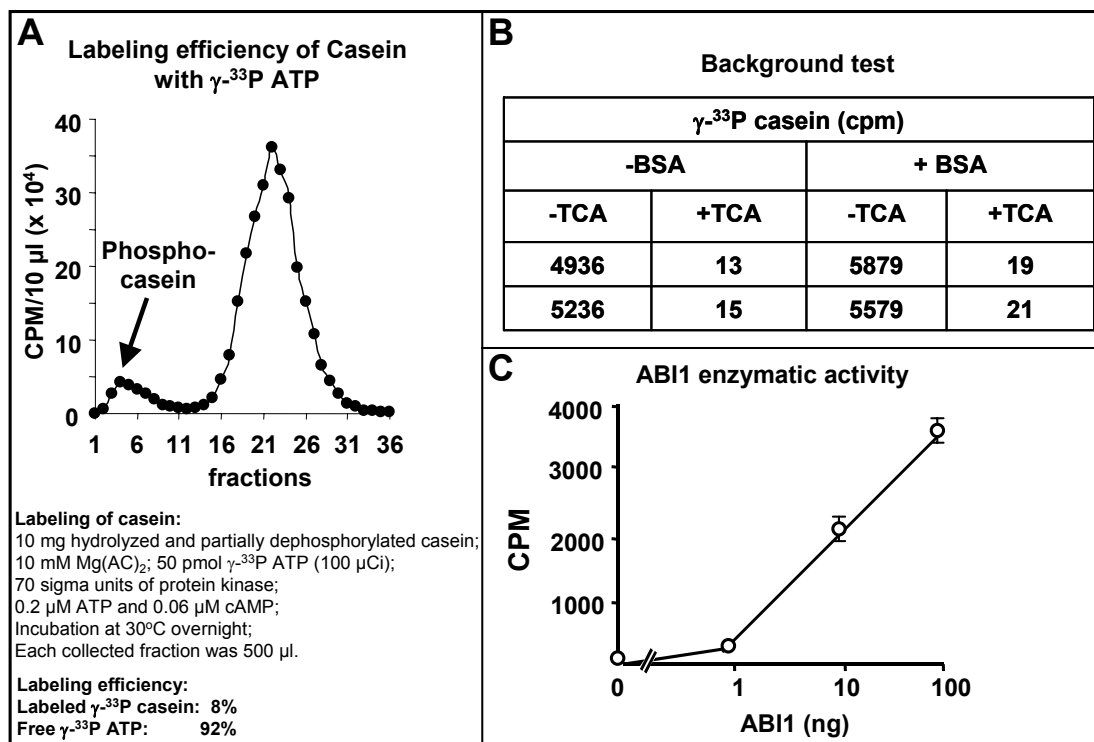 A
Labeling efficiency of Casein
with γ-³³P ATP
CPM/10 µl (x 10⁴)
40
30
20
10
0
Phospho-
casein
1 6 11 16 21 26 31 36
fractions
Labeling of casein:
10 mg hydrolyzed and partially dephosphorylated casein;
10 mM Mg(AC)₂; 50 pmol γ-³³P ATP (100 µCi);
70 sigma units of protein kinase;
0.2 µM ATP and 0.06 µM cAMP;
Incubation at 30ºC overnight;
Each collected fraction was 500 µl.
Labeling efficiency:
Labeled γ-³³P casein: 8%
Free γ-³³P ATP: 92%
B
Background test
γ-³³P casein (cpm)
-BSA + BSA
-TCA +TCA -TCA +TCA
4936 13 5879 19
5236 15 5579 21
C
ABI1 enzymatic activity
CPM
4000
3000
2000
1000
0 1 10 100
ABI1 (ng)